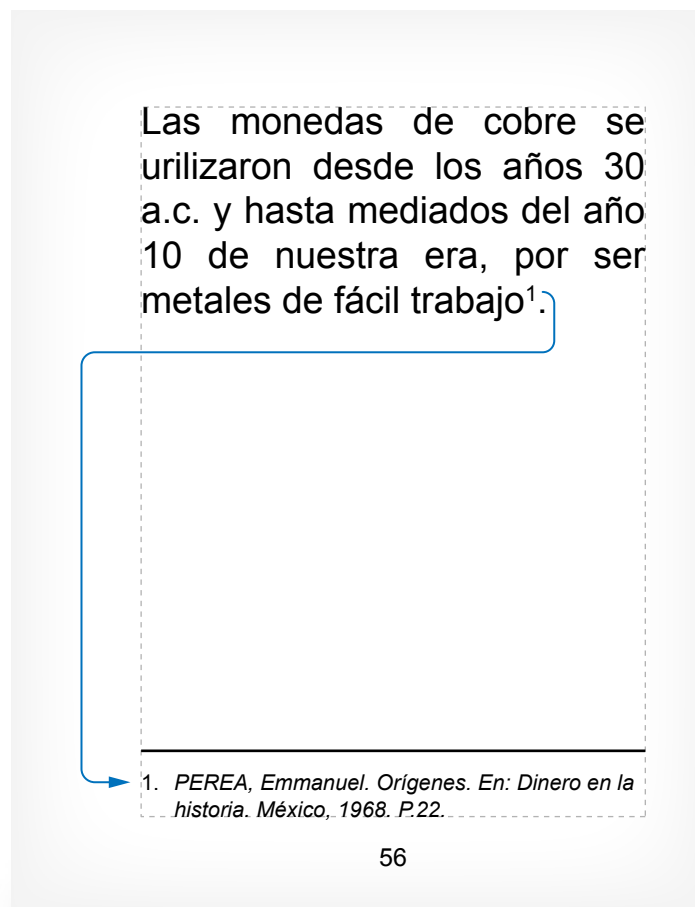 Las monedas de cobre se
urilizaron desde los años 30
a.c. y hasta mediados del año
10 de nuestra era, por ser
metales de fácil trabajo¹.
1. PEREA, Emmanuel. Orígenes. En: Dinero en la
historia. México, 1968. P.22.
56